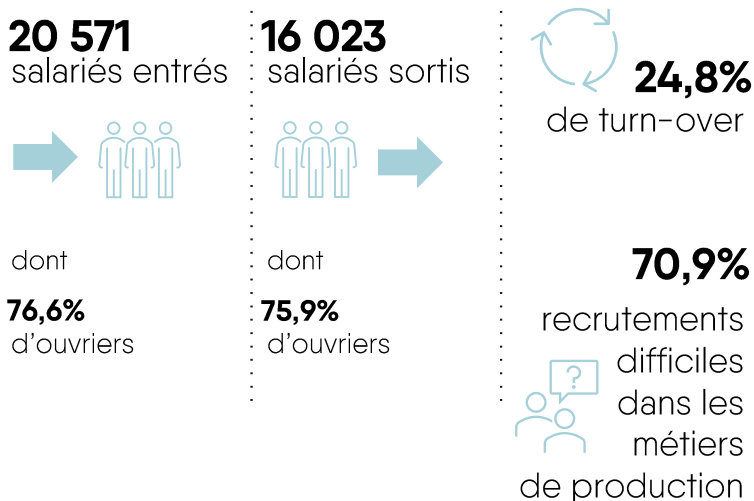 20 571
salariés entrés
dont
76,6%
d'ouvriers
16 023
salariés sortis
dont
75,9%
d'ouvriers
24,8%
de turn-over
70,9%
recrutements
difficiles
dans les
métiers
de production
?